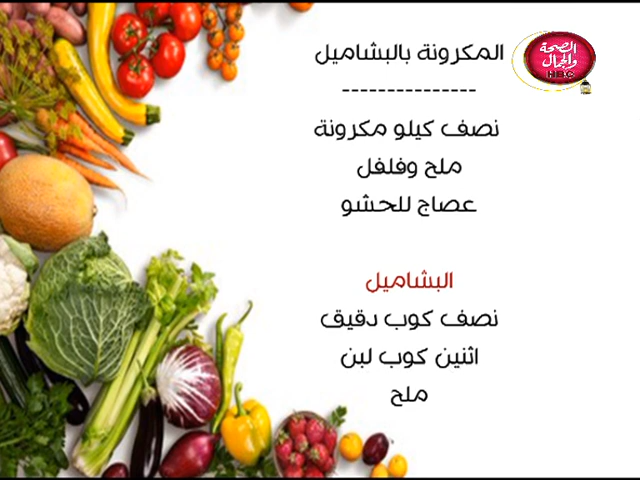 المكرونة بالبشاميل
---------------
نصف كيلو مكرونة
ملح وفلفل
عصاج للحشو
البشاميل
نصف كوب دقيق
اثنين كوب لبن
ملح
الصحة
والجمال
HBC